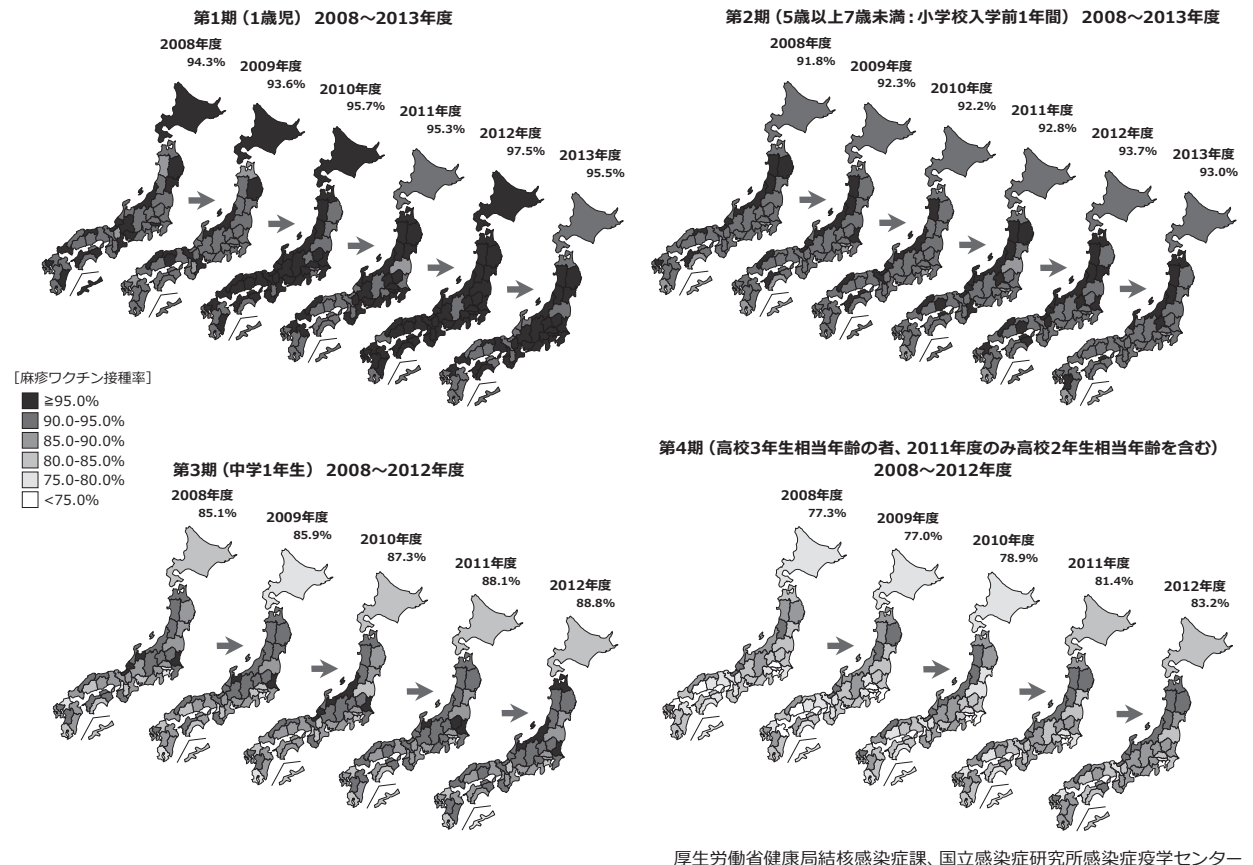 第1期（1歳児） 2008〜2013年度
2008年度
94.3%
2009年度
93.6%
2010年度
95.7%
2011年度
95.3%
2012年度
97.5%
2013年度
95.5%
第2期（5歳以上7歳未満：小学校入学前1年間） 2008〜2013年度
2008年度
91.8%
2009年度
92.3%
2010年度
92.2%
2011年度
92.8%
2012年度
93.7%
2013年度
93.0%
［麻疹ワクチン接種率］
≧95.0%
90.0-95.0%
85.0-90.0%
80.0-85.0%
75.0-80.0%
<75.0%
第3期（中学1年生） 2008〜2012年度
2008年度
85.1%
2009年度
85.9%
2010年度
87.3%
2011年度
88.1%
2012年度
88.8%
第4期（高校3年生相当年齢の者、2011年度のみ高校2年生相当年齢を含む）
2008〜2012年度
2008年度
77.3%
2009年度
77.0%
2010年度
78.9%
2011年度
81.4%
2012年度
83.2%
厚生労働省健康局結核感染症課、国立感染症研究所感染症疫学センター